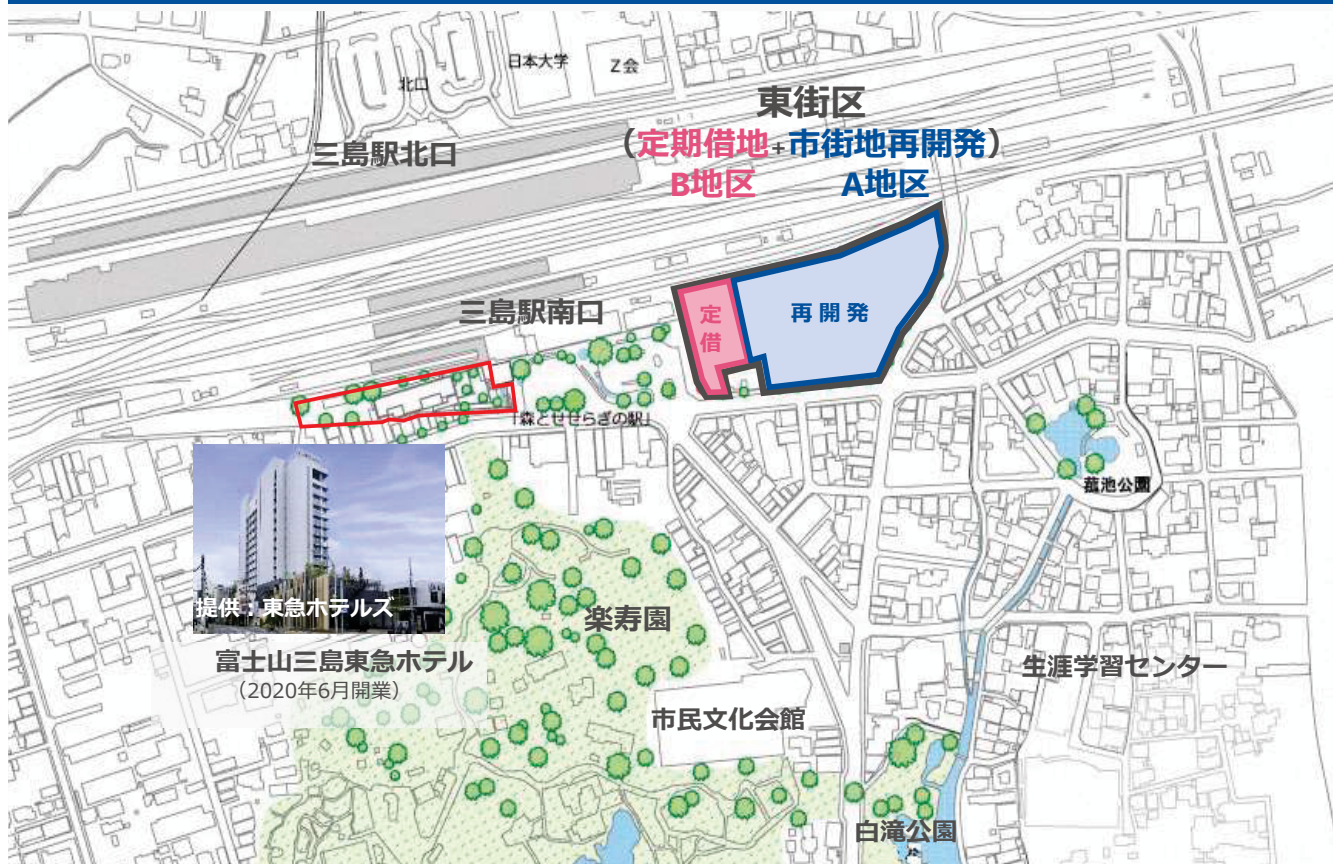 日本大学
Z会
北口
東街区
（定期借地+市街地再開発）
B地区
A地区
三島駅北口
三島駅南口
定借
再開発
「森とせせらぎの駅」
菰池公園
提供：東急ホテルズ
楽寿園
富士山三島東急ホテル
（2020年6月開業）
生涯学習センター
市民文化会館
白滝公園